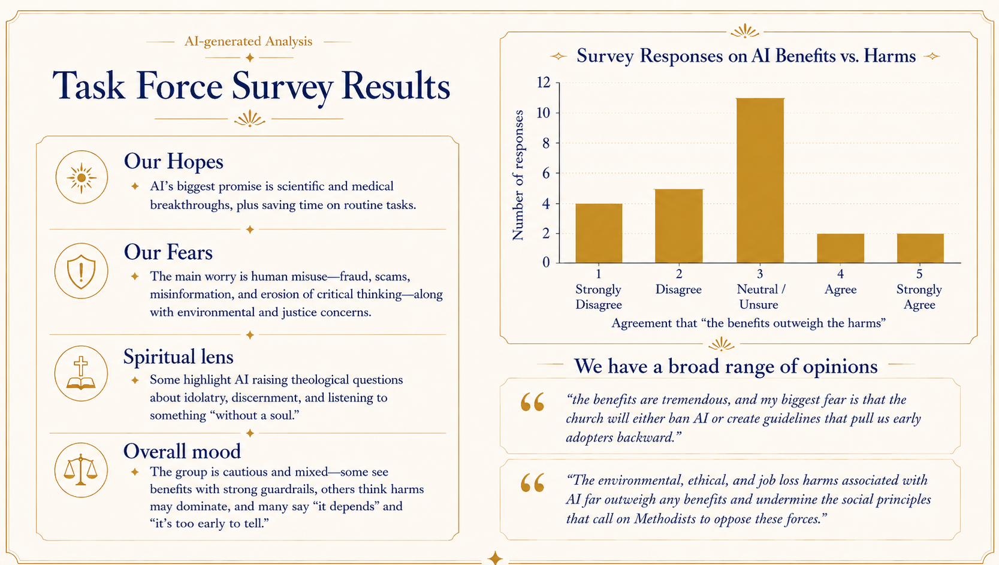 AI-generated Analysis
Task Force Survey Results
Our Hopes
AI’s biggest promise is scientific and medical
breakthroughs, plus saving time on routine tasks.
Our Fears
The main worry is human misuse—fraud, scams,
misinformation, and erosion of critical thinking—along
with environmental and justice concerns.
Spiritual lens
Some highlight AI raising theological questions
about idolatry, discernment, and listening to
something “without a soul.”
Overall mood
The group is cautious and mixed—some see
benefits with strong guardrails, others think harms
may dominate, and many say “it depends” and
“it’s too early to tell.”
Survey Responses on AI Benefits vs. Harms
Number of responses
12
10
8
6
4
2
0
1 2 3 4 5
Strongly Disagree Neutral / Agree Strongly
Disagree Unsure Agree
Agreement that “the benefits outweigh the harms”
We have a broad range of opinions
“the benefits are tremendous, and my biggest fear is that the
church will either ban AI or create guidelines that pull us early
adopters backward.”
“The environmental, ethical, and job loss harms associated with
AI far outweigh any benefits and undermine the social principles
that call on Methodists to oppose these forces.”